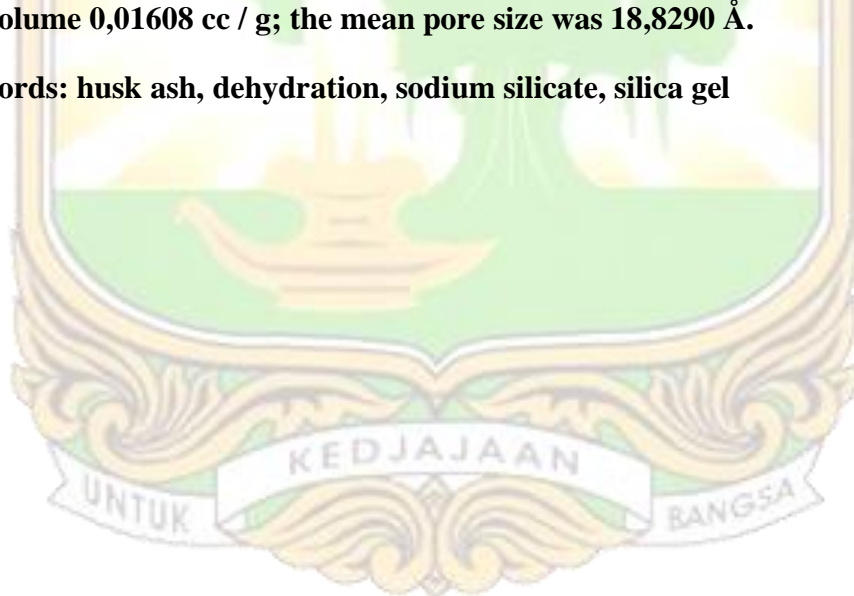 olume 0,01608 cc / g; the mean pore size was 18,8290 Å.
ords: husk ash, dehydration, sodium silicate, silica gel
UNTUK KEDJAJAAN BANGSA